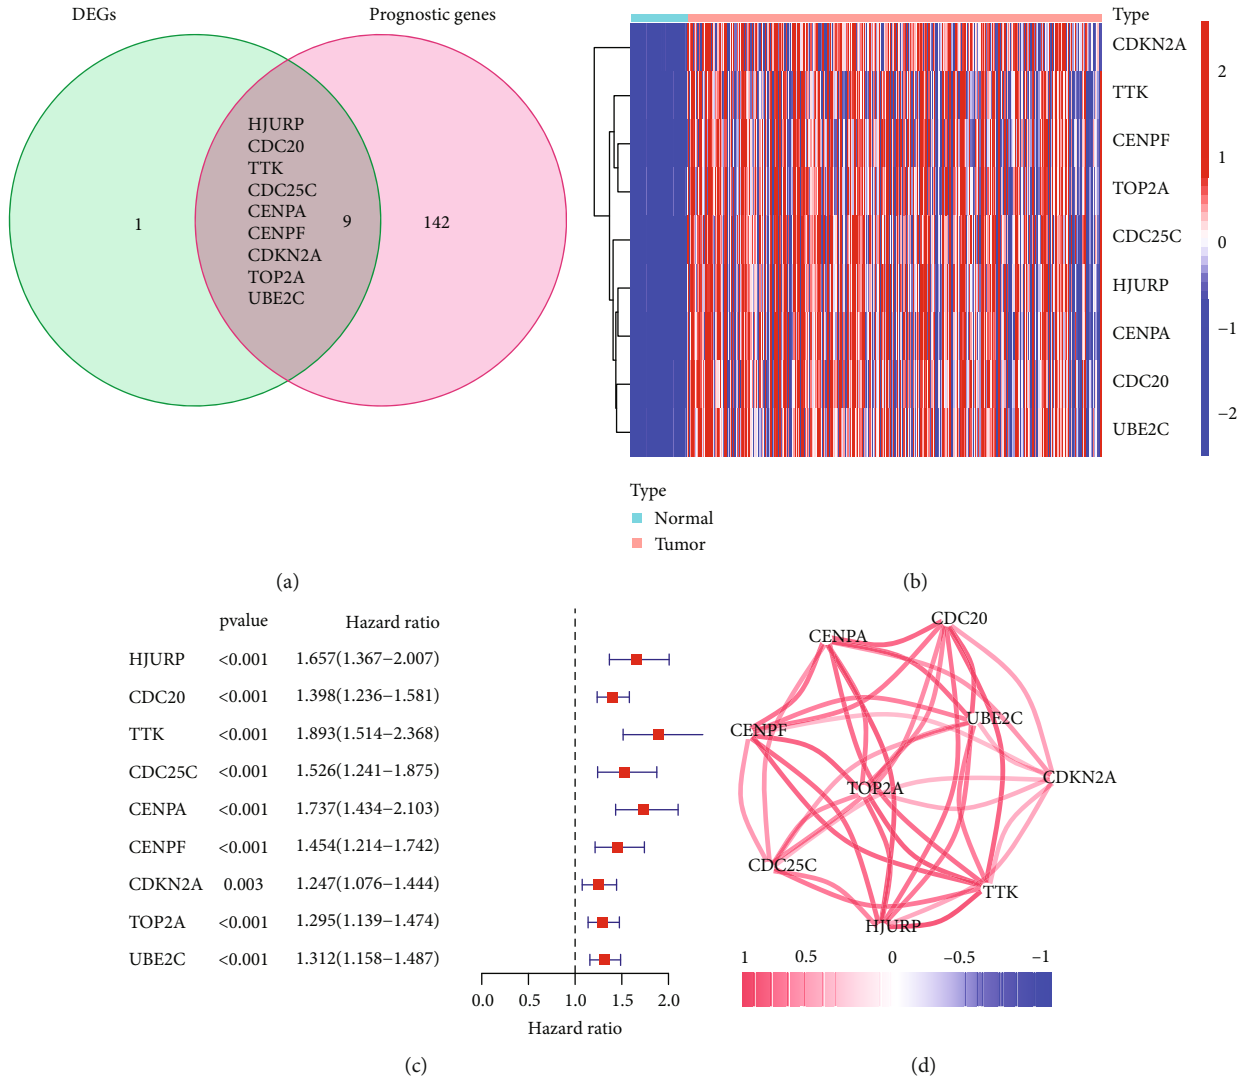 DEGs
Prognostic genes
HJURP
CDC20
TTK
CDC25C
CENPA
CENPF
CDKN2A
TOP2A
UBE2C
1
9
142
(a)
Type
CDKN2A
TTK
CENPF
TOP2A
CDC25C
HJURP
CENPA
CDC20
UBE2C
2
1
0
−1
−2
Type
Normal
Tumor
(b)
pvalue Hazard ratio
HJURP <0.001 1.657(1.367−2.007)
CDC20 <0.001 1.398(1.236−1.581)
TTK <0.001 1.893(1.514−2.368)
CDC25C <0.001 1.526(1.241−1.875)
CENPA <0.001 1.737(1.434−2.103)
CENPF <0.001 1.454(1.214−1.742)
CDKN2A 0.003 1.247(1.076−1.444)
TOP2A <0.001 1.295(1.139−1.474)
UBE2C <0.001 1.312(1.158−1.487)
0.0 0.5 1.0 1.5 2.0
Hazard ratio
(c)
CDC20
CENPA
UBE2C
CENPF
CDKN2A
TOP2A
CDC25C
TTK
HJURP
1 0.5 0 −0.5 −1
(d)